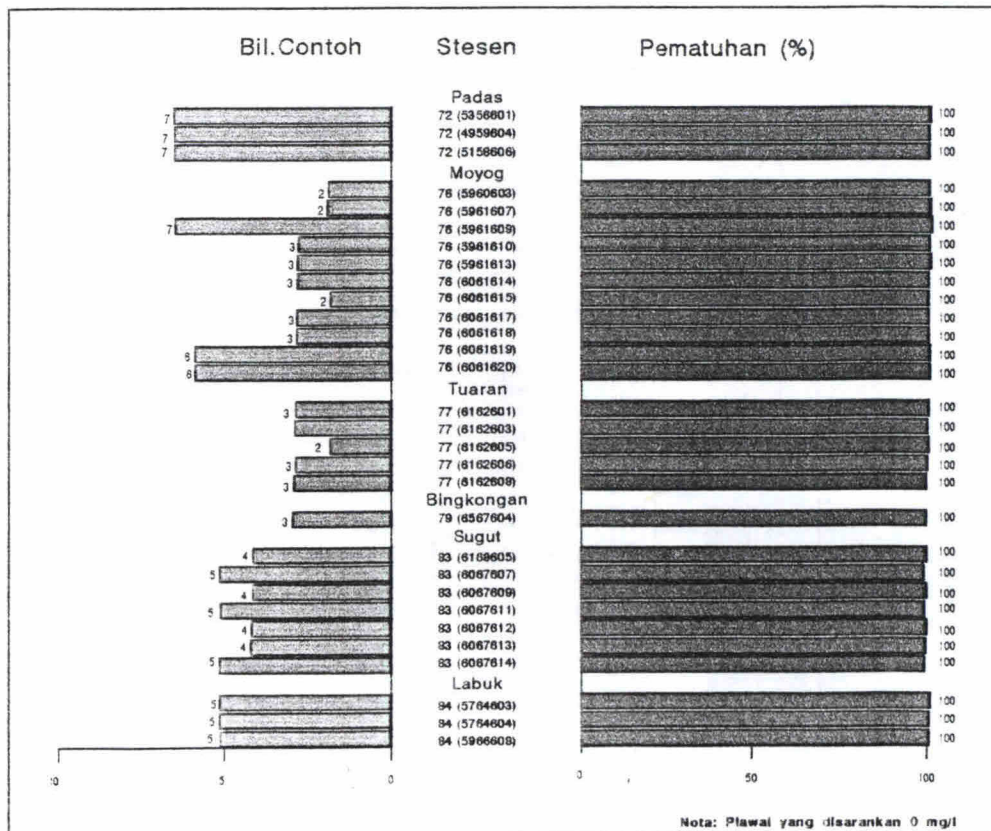 Bil.Contoh Stesen Pematuhan (%)
Padas
7 72 (5356601) 100
7 72 (4959604) 100
7 72 (5158606) 100
Moyog
2 76 (5960603) 100
2 76 (5961607) 100
7 76 (5961609) 100
3 76 (5961610) 100
3 76 (5961613) 100
3 76 (6061614) 100
2 76 (6061615) 100
3 76 (6061617) 100
3 76 (6061618) 100
6 76 (6061619) 100
6 76 (6061620) 100
Tuaran
3 77 (6162601) 100
77 (6162603) 100
2 77 (6162605) 100
3 77 (6162606) 100
3 77 (6162608) 100
Bingkongan
3 79 (6567604) 100
Sugut
4 83 (6169605) 100
5 83 (6067607) 100
4 83 (6067609) 100
5 83 (6067611) 100
4 83 (6067612) 100
4 83 (6067613) 100
5 83 (6067614) 100
Labuk
5 84 (5764603) 100
5 84 (5764604) 100
5 84 (5966608) 100
10 5 0 0 50 100
Nota: Piawai yang disarankan 0 mg/l